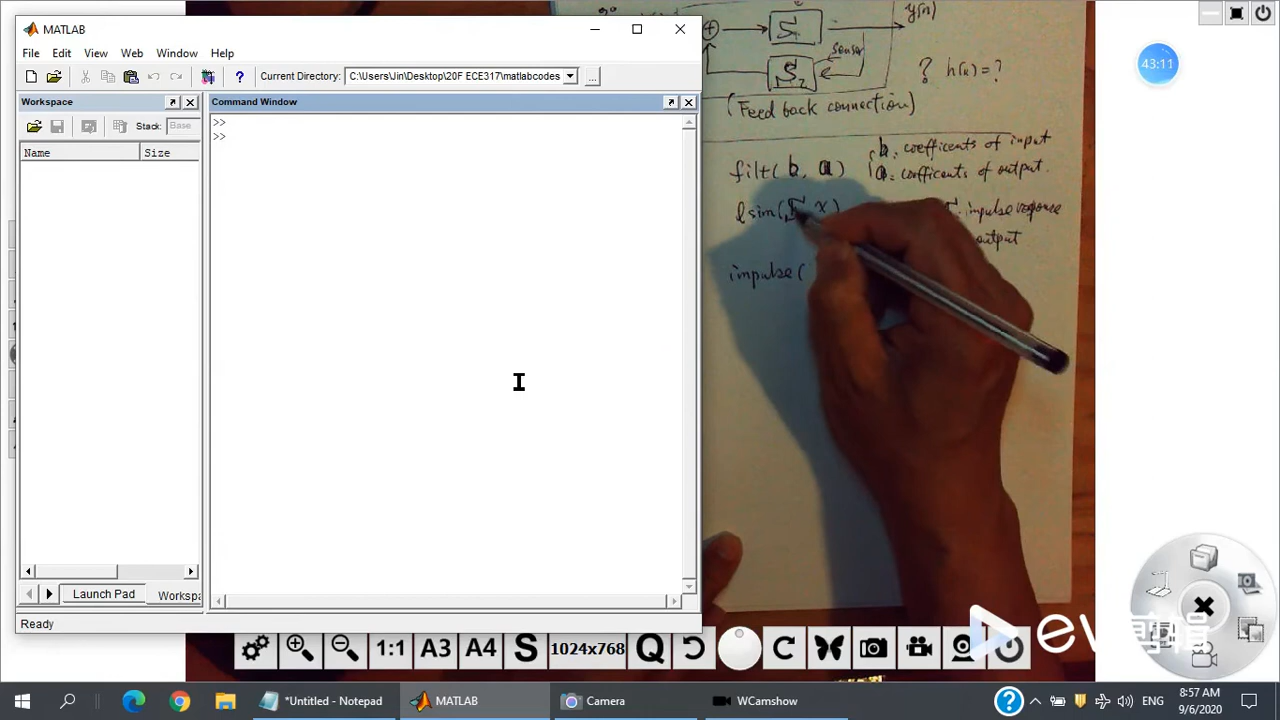 MATLAB
File Edit View Web Window Help
Current Directory: C:\Users\Jin\Desktop\20F ECE317\matlabcodes
...
Workspace
Stack: Base
Name Size
Launch Pad Workspa
Ready
Command Window
>>
>>
y(n)
sensor
? h(n)=?
(Feed back connection)
filt( b, a) b. coefficents of input
a. coefficents of output.
lsim( x) impulse response
output
impulse(
43:11
1:1 A3 A4 S 1024x768 Q
*Untitled - Notepad MATLAB Camera WCamshow
ENG
8:57 AM
9/6/2020